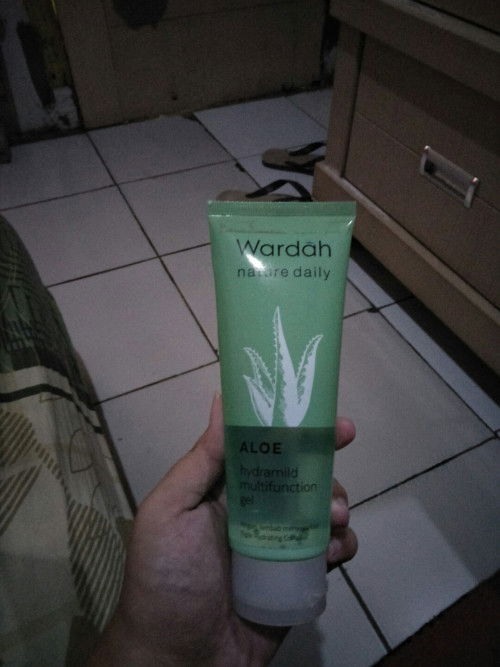 Wardah
nature daily
ALOE
hydramild
multifunction
gel